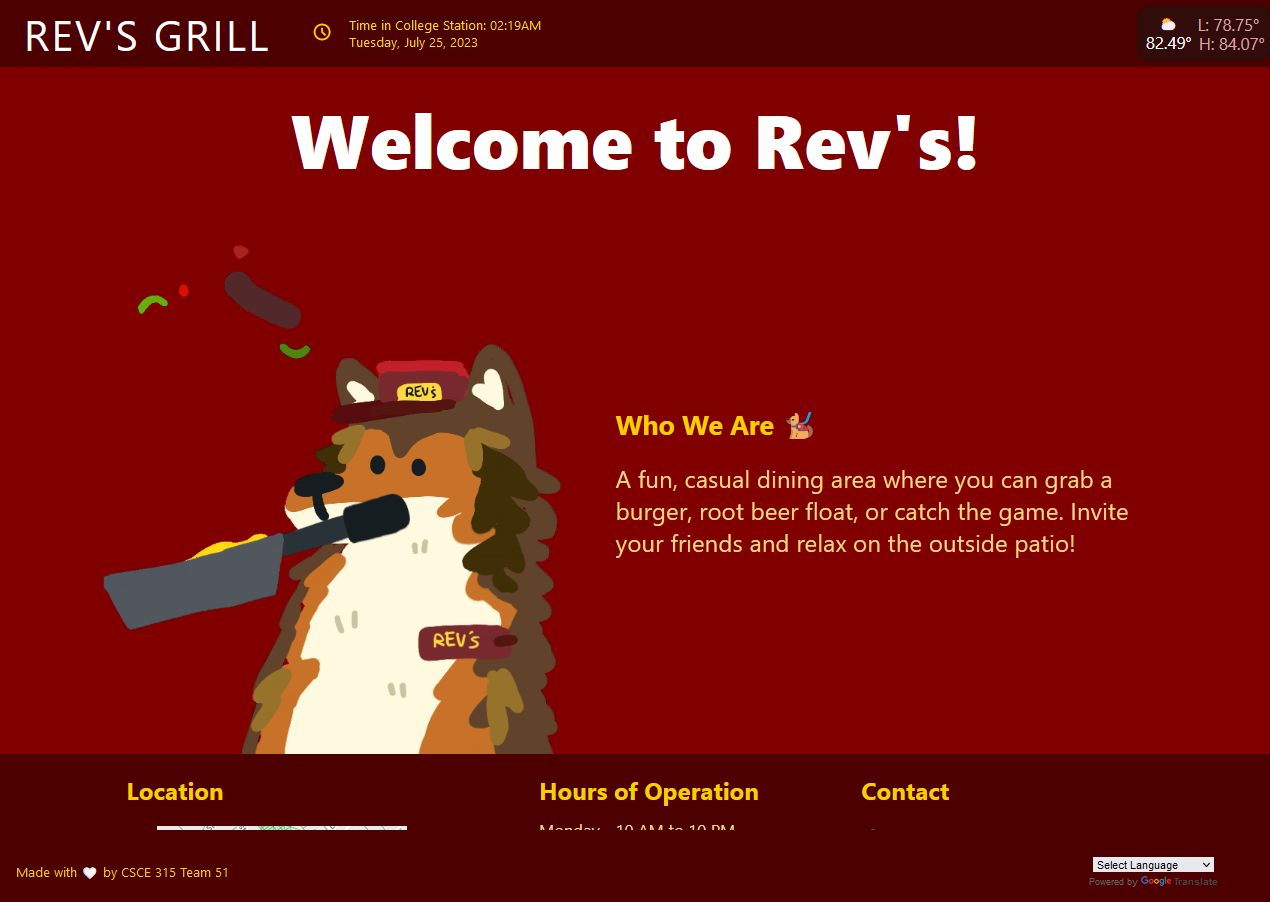 REV'S GRILL
Time in College Station: 02:19AM
Tuesday, July 25, 2023
82.49°
L: 78.75°
H: 84.07°
Welcome to Rev's!
REV's
Who We Are
A fun, casual dining area where you can grab a
burger, root beer float, or catch the game. Invite
your friends and relax on the outside patio!
REV's
Location
Hours of Operation
Contact
Monday - 10 AM to 10 PM
Made with 🤍 by CSCE 315 Team 51
Select Language
Powered by Google Translate